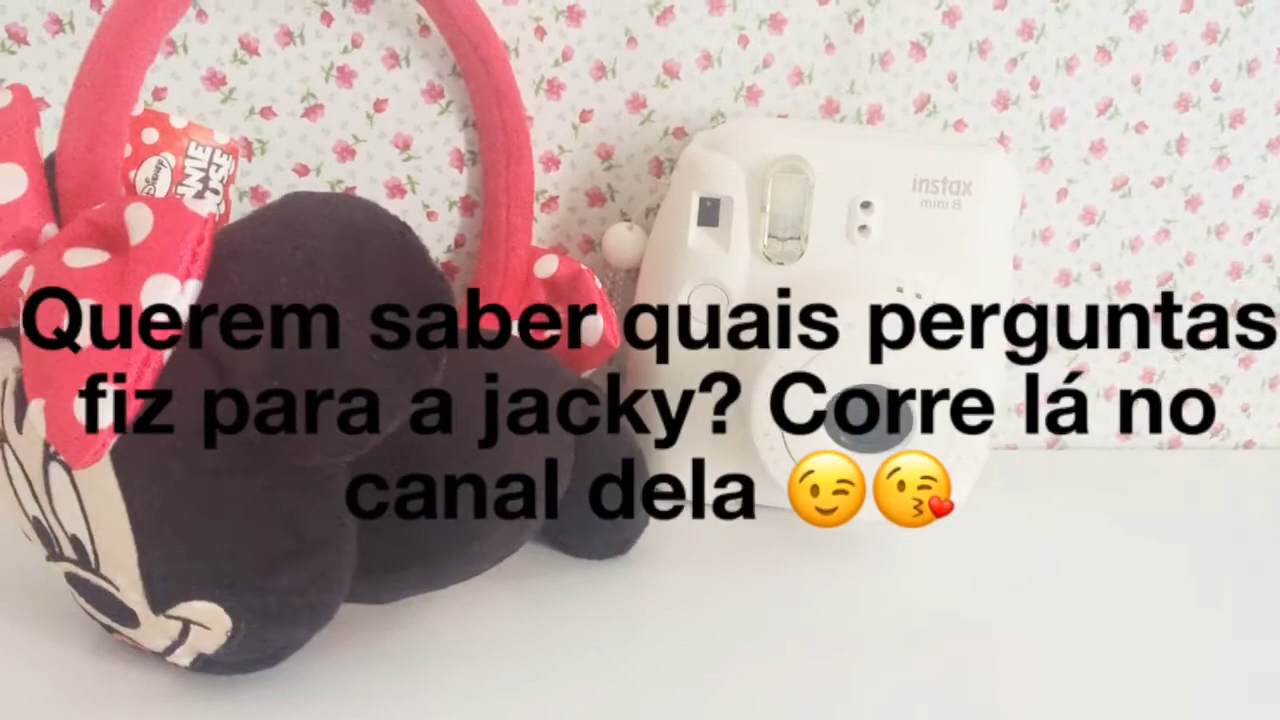 Disney
instax
mini 8
Querem saber quais perguntas
fiz para a jacky? Corre lá no
canal dela 😉😘